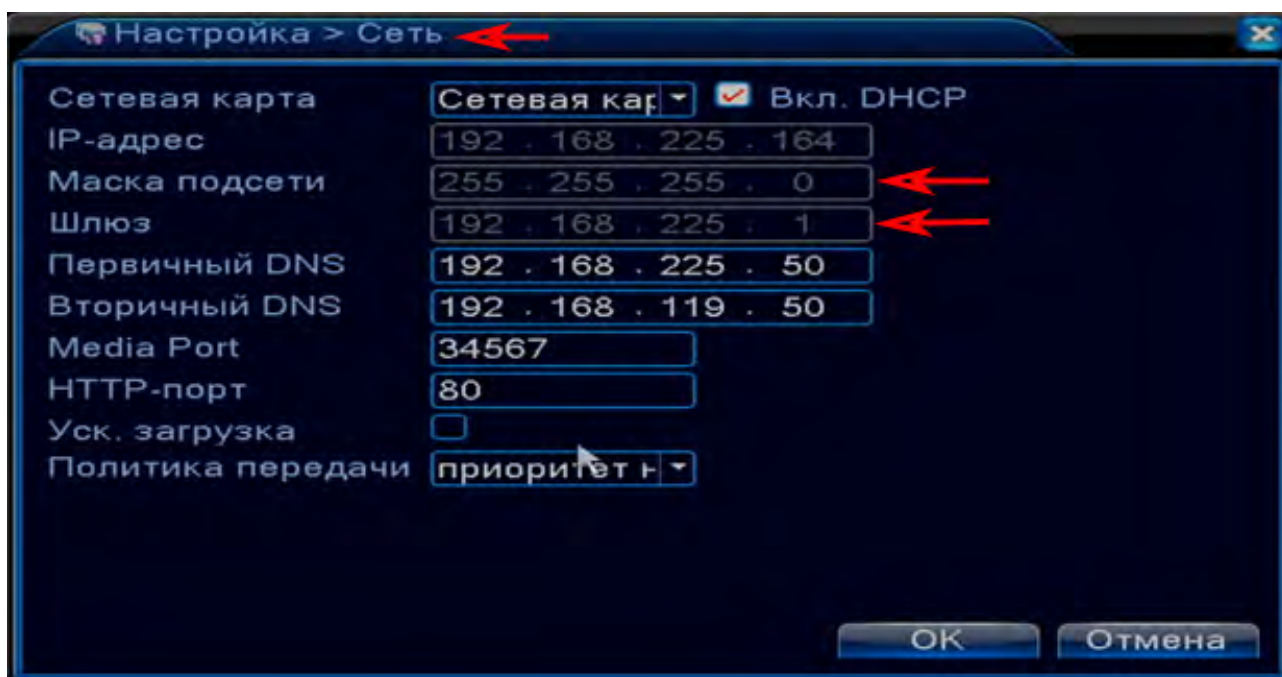 Настройка > Сеть
Сетевая карта Сетевая кар Вкл. DHCP
IP-адрес 192 . 168 . 225 . 164
Маска подсети 255 . 255 . 255 . 0
Шлюз 192 . 168 . 225 . 1
Первичный DNS 192 . 168 . 225 . 50
Вторичный DNS 192 . 168 . 119 . 50
Media Port 34567
HTTP-порт 80
Уск. загрузка
Политика передачи приоритет н
OK Отмена